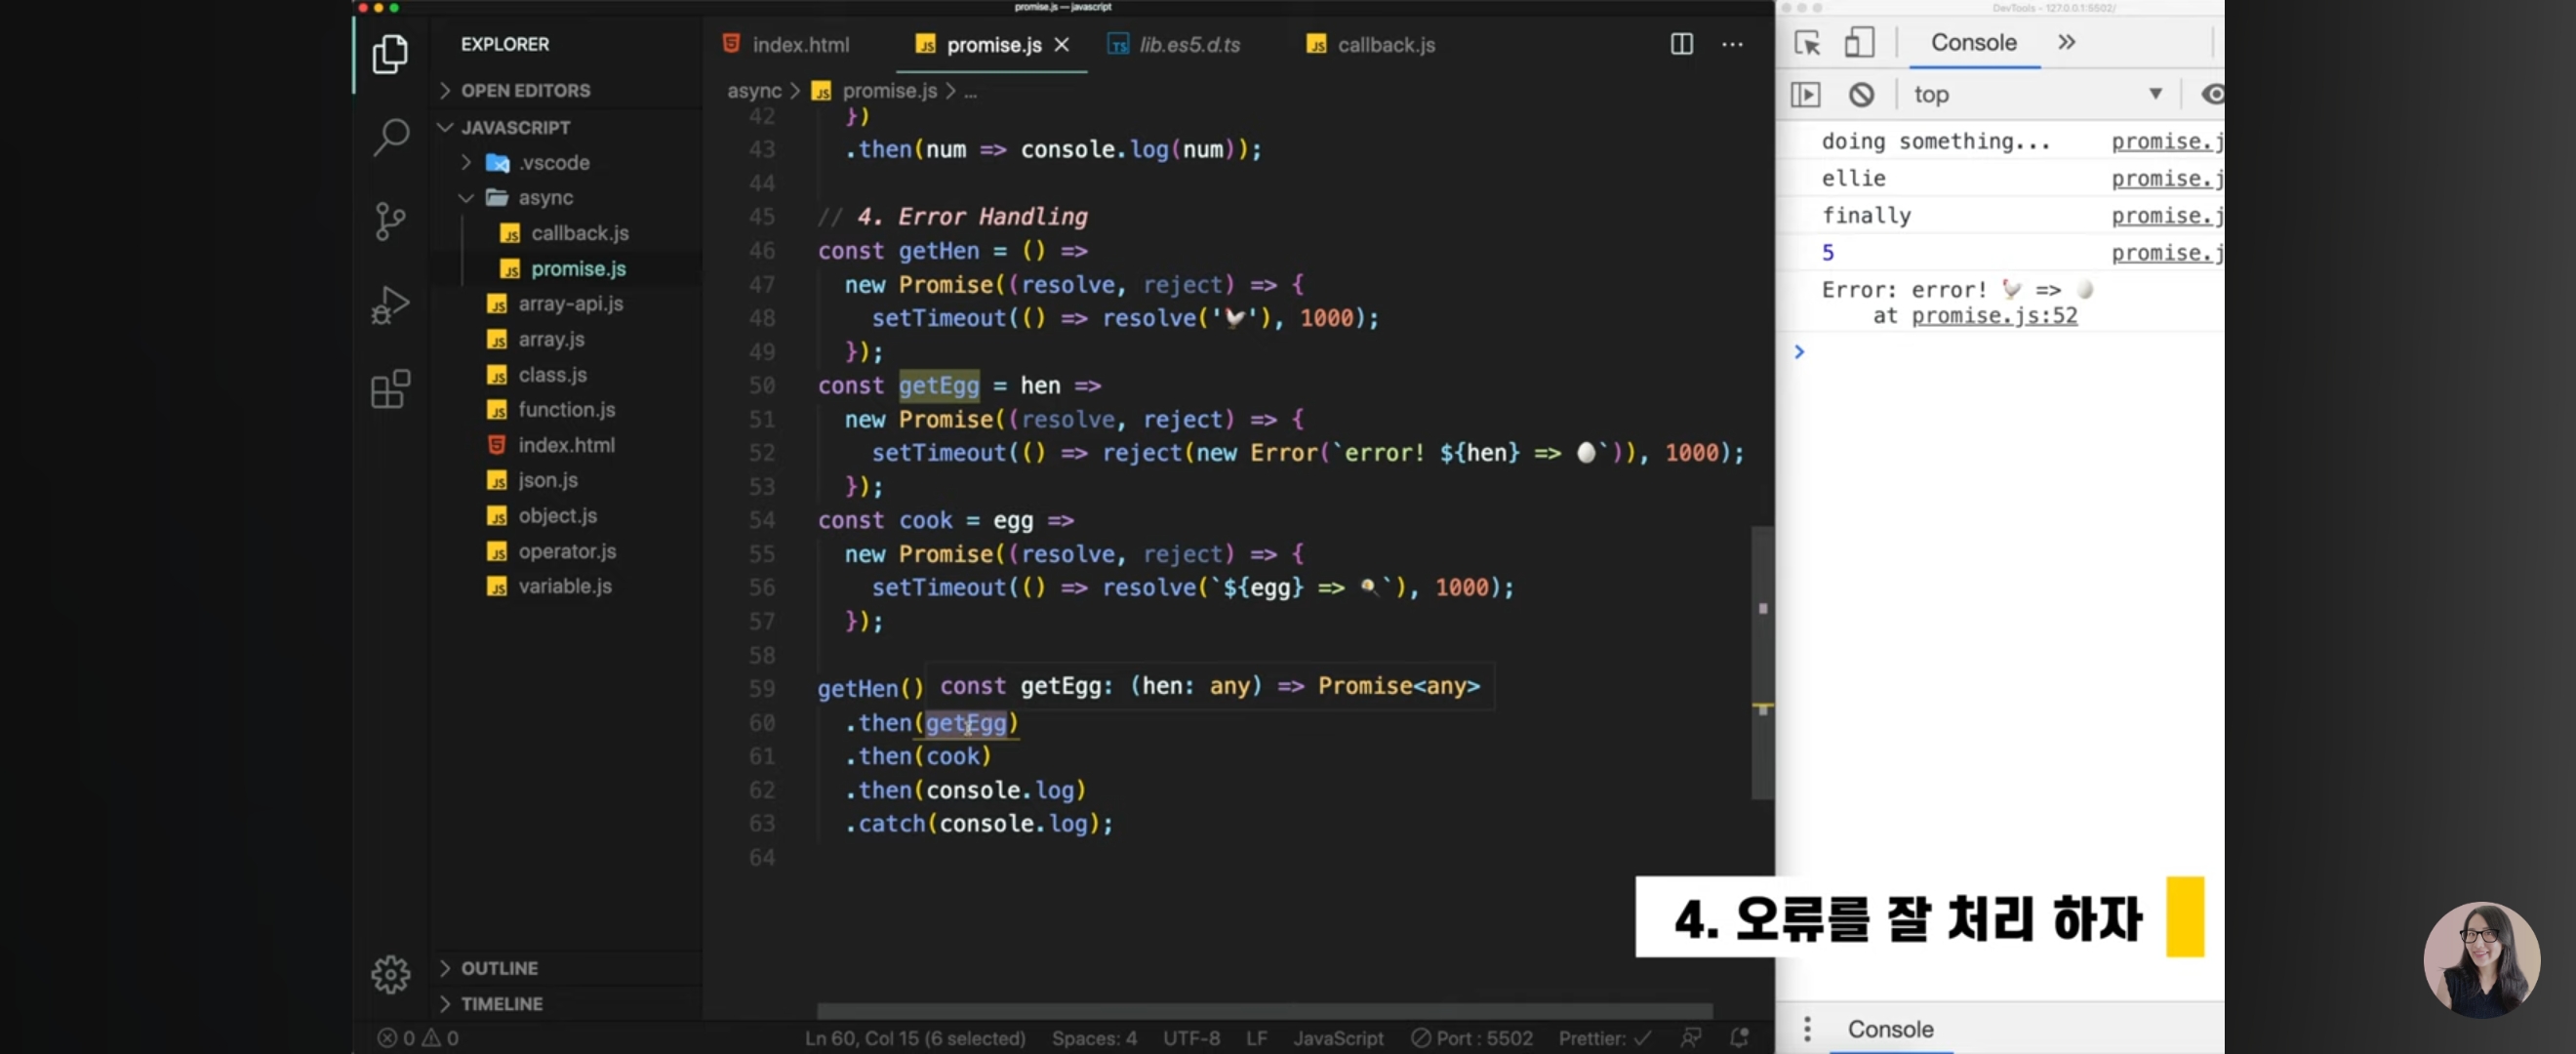 promise.js — javascript
EXPLORER
OPEN EDITORS
JAVASCRIPT
.vscode
async
callback.js
promise.js
array-api.js
array.js
class.js
function.js
index.html
json.js
object.js
operator.js
variable.js
OUTLINE
TIMELINE
index.html
promise.js
lib.es5.d.ts
callback.js
async > promise.js > ...
42 })
43 .then(num => console.log(num));
44
45 // 4. Error Handling
46 const getHen = () =>
47 new Promise((resolve, reject) => {
48 setTimeout(() => resolve('🐓'), 1000);
49 });
50 const getEgg = hen =>
51 new Promise((resolve, reject) => {
52 setTimeout(() => reject(new Error(`error! ${hen} => 🥚`)), 1000);
53 });
54 const cook = egg =>
55 new Promise((resolve, reject) => {
56 setTimeout(() => resolve(`${egg} => 🍳`), 1000);
57 });
58
59 getHen()
const getEgg: (hen: any) => Promise<any>
60 .then(getEgg)
61 .then(cook)
62 .then(console.log)
63 .catch(console.log);
64
0 0
Ln 60, Col 15 (6 selected)
Spaces: 4
UTF-8
LF
JavaScript
Port : 5502
Prettier: ✓
DevTools - 127.0.0.1:5502/
Console
top
doing something... promise.j
ellie promise.j
finally promise.j
5 promise.j
Error: error! 🐓 => 🥚
at promise.js:52
4. 오류를 잘 처리 하자
Console